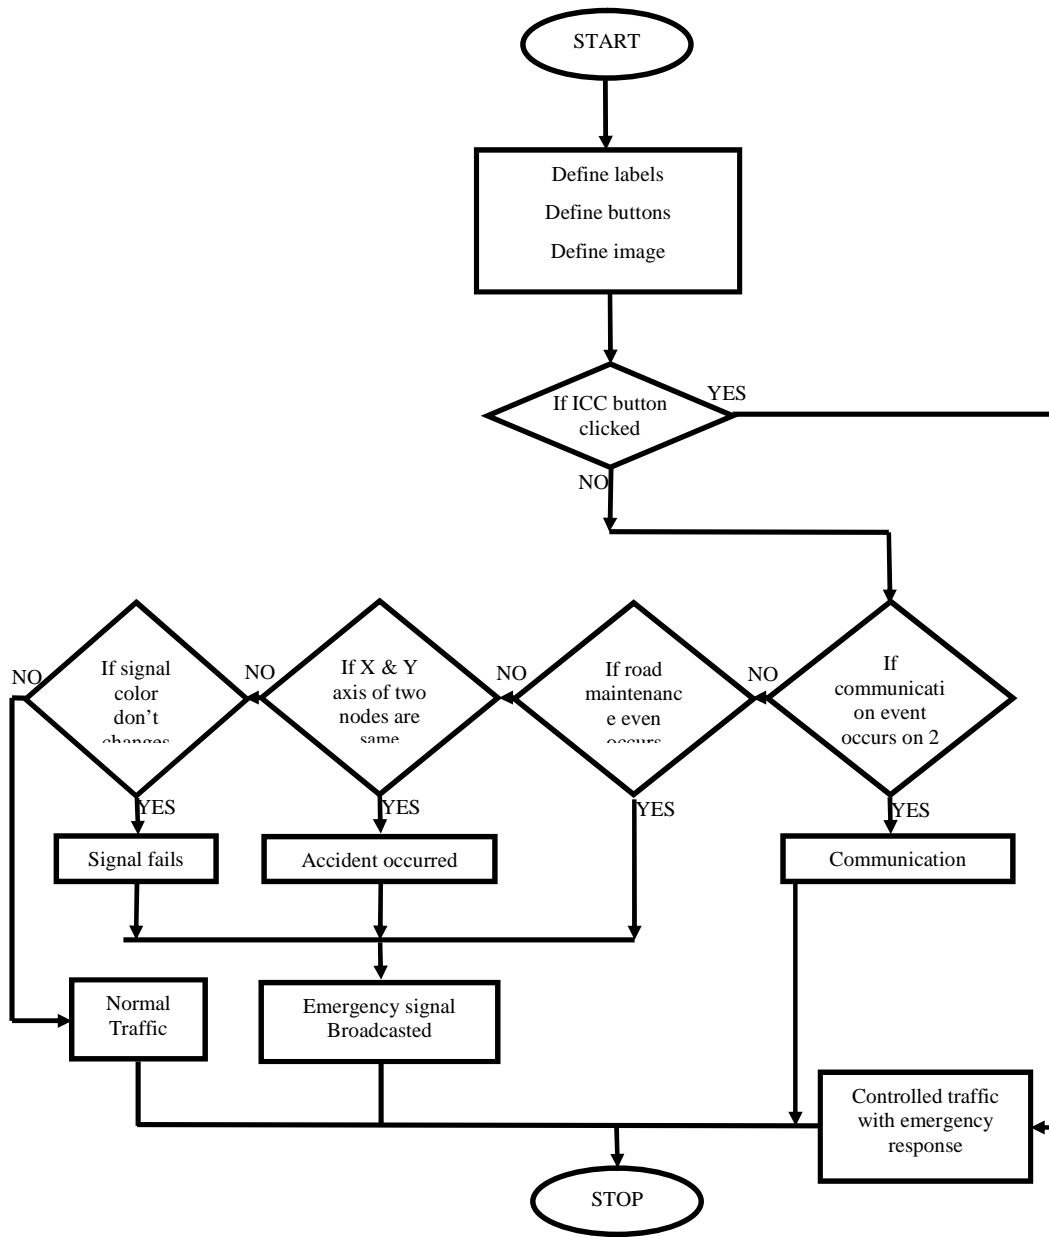 START
Define labels
Define buttons
Define image
If ICC button
clicked
YES
NO
If signal
color
don't
changes
NO
If X & Y
axis of two
nodes are
same
NO
If road
maintenanc
e even
occurs
NO
If
communicati
on event
occurs on 2
NO
YES
YES
YES
YES
Signal fails
Accident occurred
Communication
Normal
Traffic
Emergency signal
Broadcasted
Controlled traffic
with emergency
response
STOP